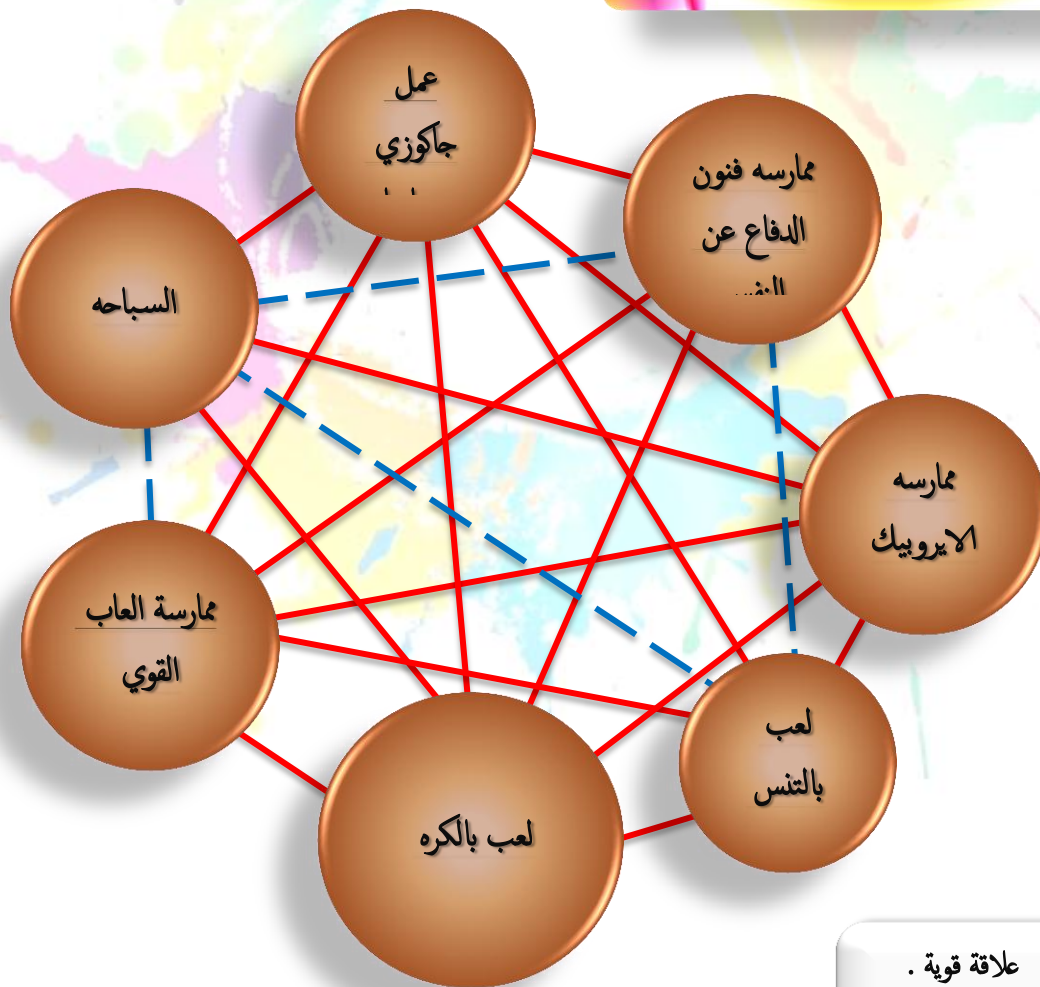 عمل
جاكوزي
ممارسه فنون
الدفاع عن
السباحه
ممارسه
الايروبيك
ممارسة العاب
القوي
لعب
بالتنس
لعب بالكره
علاقة قوية .